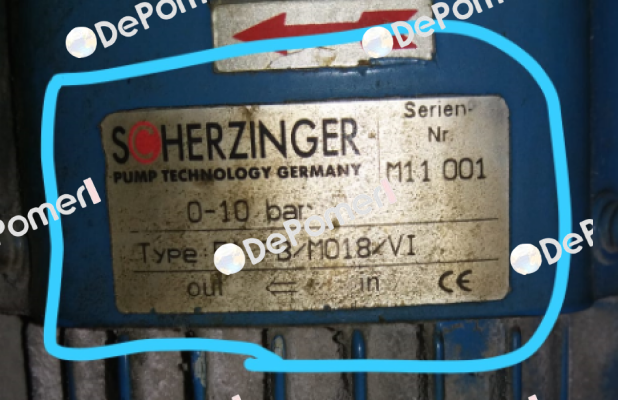 DePomerl
DePomerl
SCHERZINGER
PUMP TECHNOLOGY GERMANY
Serien-
Nr.
M11 001
DePomerl
0-10 bar
DePomerl
Type: 3/M018/VI
out in CE